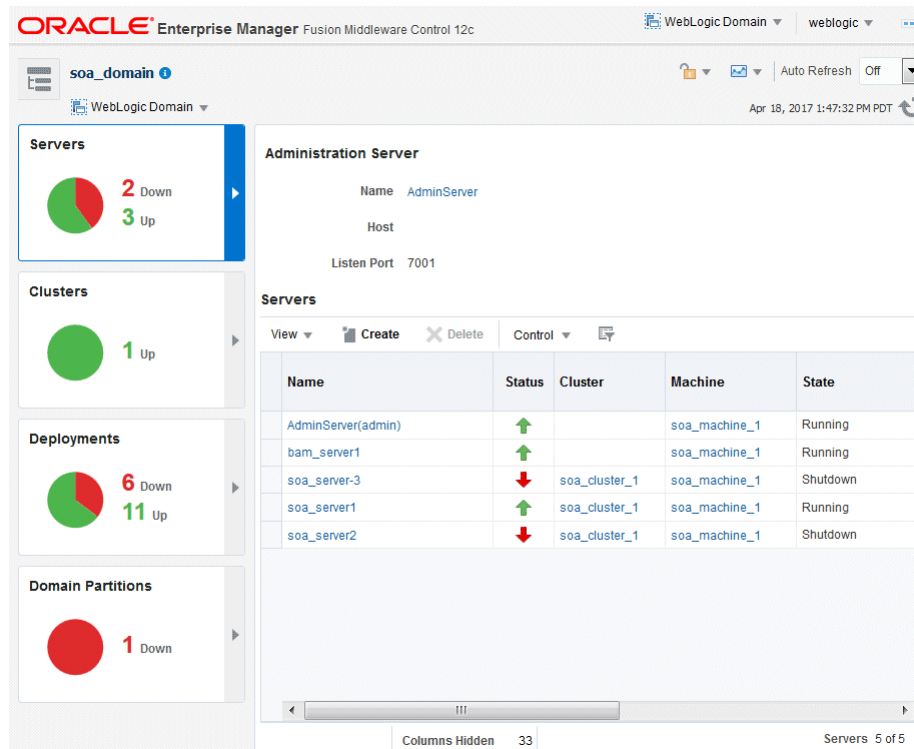 ORACLE Enterprise Manager Fusion Middleware Control 12c
WebLogic Domain
weblogic
soa_domain
WebLogic Domain
Auto Refresh Off
Apr 18, 2017 1:47:32 PM PDT
Servers
2 Down
3 Up
Clusters
1 Up
Deployments
6 Down
11 Up
Domain Partitions
1 Down
Administration Server
Name AdminServer
Host
Listen Port 7001
Servers
View Create Delete Control
Name Status Cluster Machine State
AdminServer(admin) soa_machine_1 Running
bam_server1 soa_machine_1 Running
soa_server-3 soa_cluster_1 soa_machine_1 Shutdown
soa_server1 soa_cluster_1 soa_machine_1 Running
soa_server2 soa_cluster_1 soa_machine_1 Shutdown
Columns Hidden 33
Servers 5 of 5